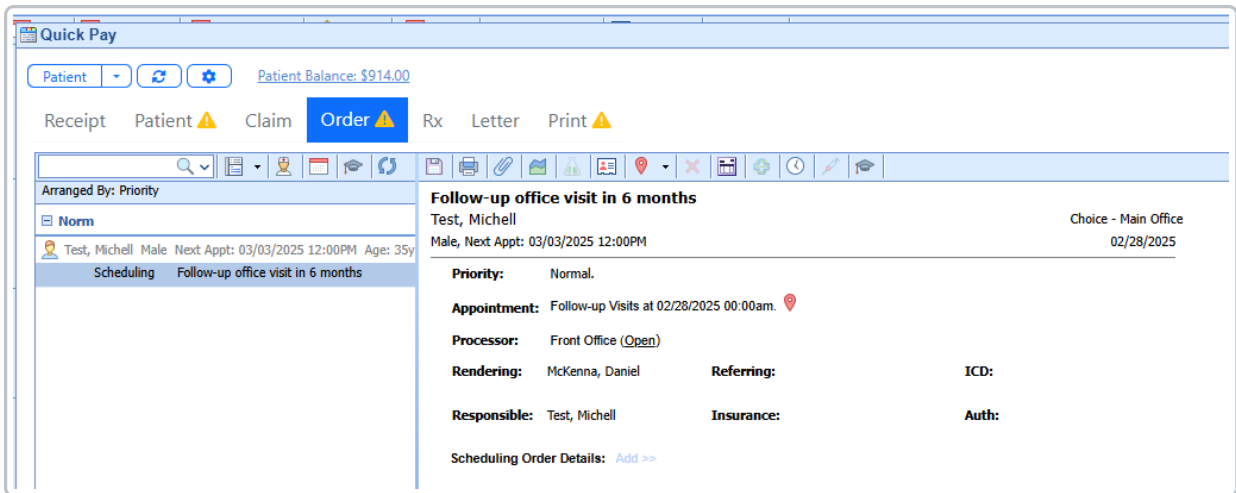 Quick Pay
Patient
Patient Balance: $914.00
Receipt Patient Claim Order Rx Letter Print
Arranged By: Priority
Norm
Test, Michell Male Next Appt: 03/03/2025 12:00PM Age: 35y
Scheduling Follow-up office visit in 6 months
Follow-up office visit in 6 months
Test, Michell Choice - Main Office
Male, Next Appt: 03/03/2025 12:00PM 02/28/2025
Priority: Normal.
Appointment: Follow-up Visits at 02/28/2025 00:00am.
Processor: Front Office (Open)
Rendering: McKenna, Daniel Referring: ICD:
Responsible: Test, Michell Insurance: Auth:
Scheduling Order Details: Add >>